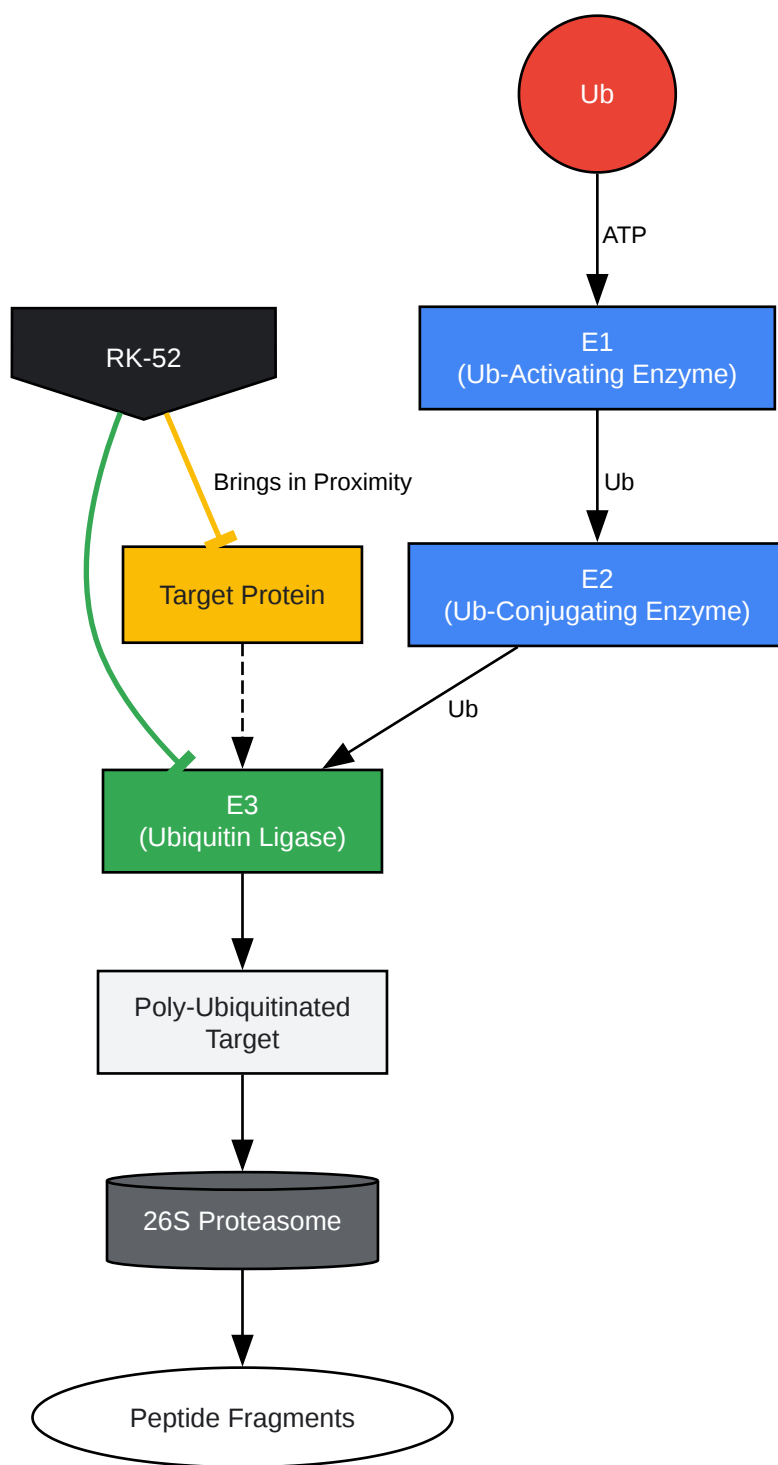 Ub
ATP
RK-52
E1
(Ub-Activating Enzyme)
Brings in Proximity
Ub
Target Protein
E2
(Ub-Conjugating Enzyme)
Ub
E3
(Ubiquitin Ligase)
Poly-Ubiquitinated
Target
26S Proteasome
Peptide Fragments